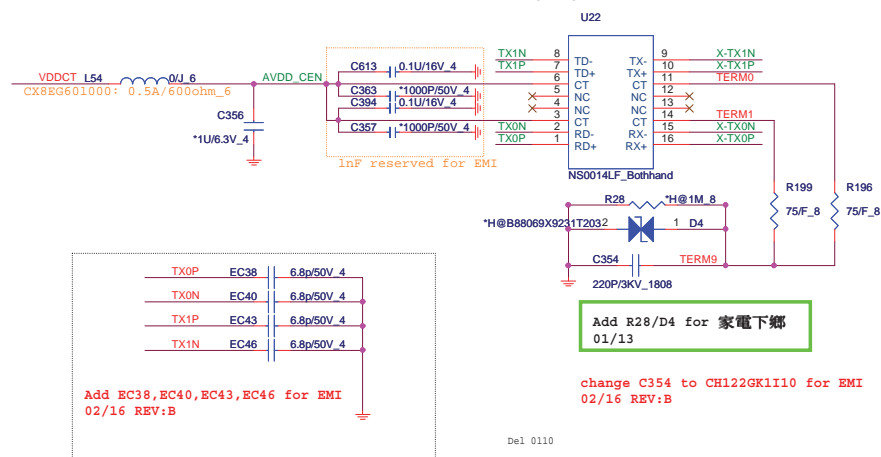 U22
VDDCT L54 0/J_6 AVDD_CEN
CX8EG601000: 0.5A/600ohm_6
C356
*1U/6.3V_4
C613 0.1U/16V_4
C363 *1000P/50V_4
C394 0.1U/16V_4
C357 *1000P/50V_4
1nF reserved for EMI
TX1N 8 TD- TX- 9 X-TX1N
TX1P 7 TD+ TX+ 10 X-TX1P
6 CT CT 11 TERM0
5 NC NC 12
4 NC NC 13
3 CT CT 14 TERM1
TX0N 2 RD- RX- 15 X-TX0N
TX0P 1 RD+ RX+ 16 X-TX0P
NS0014LF_Bothhand
R199
75/F_8
R196
75/F_8
R28 *H@1M_8
*H@B88069X9231T203 2 1 D4
C354 TERM9
220P/3KV_1808
TX0P EC38 6.8p/50V_4
TX0N EC40 6.8p/50V_4
TX1P EC43 6.8p/50V_4
TX1N EC46 6.8p/50V_4
Add EC38,EC40,EC43,EC46 for EMI
02/16 REV:B
Add R28/D4 for 家電下鄉
01/13
change C354 to CH122GK1I10 for EMI
02/16 REV:B
Del 0110